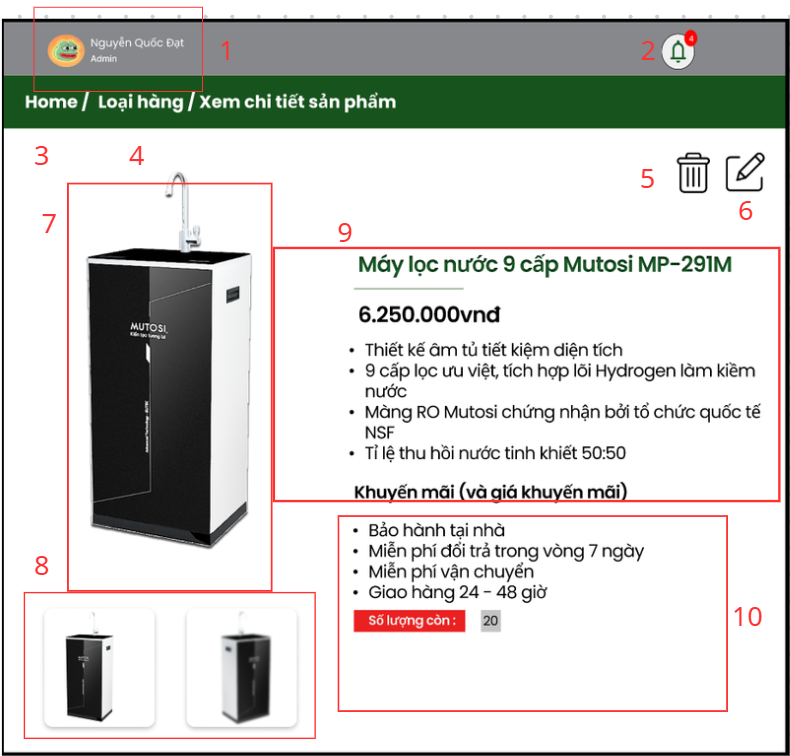 Nguyễn Quốc Đạt
1
Admin
2
4
Home / Loại hàng / Xem chi tiết sản phẩm
3
4
5
6
7
9
Máy lọc nước 9 cấp Mutosi MP-291M
6.250.000vnđ
MUTOSI
Kiến tạo tương lai
• Thiết kế âm tủ tiết kiệm diện tích
• 9 cấp lọc ưu việt, tích hợp lõi Hydrogen làm kiềm
nước
• Màng RO Mutosi chứng nhận bởi tổ chức quốc tế
NSF
• Tỉ lệ thu hồi nước tinh khiết 50:50
Khuyến mãi (và giá khuyến mãi)
• Bảo hành tại nhà
• Miễn phí đổi trả trong vòng 7 ngày
• Miễn phí vận chuyển
• Giao hàng 24 - 48 giờ
Số lượng còn :
20
8
10
MUTOSI